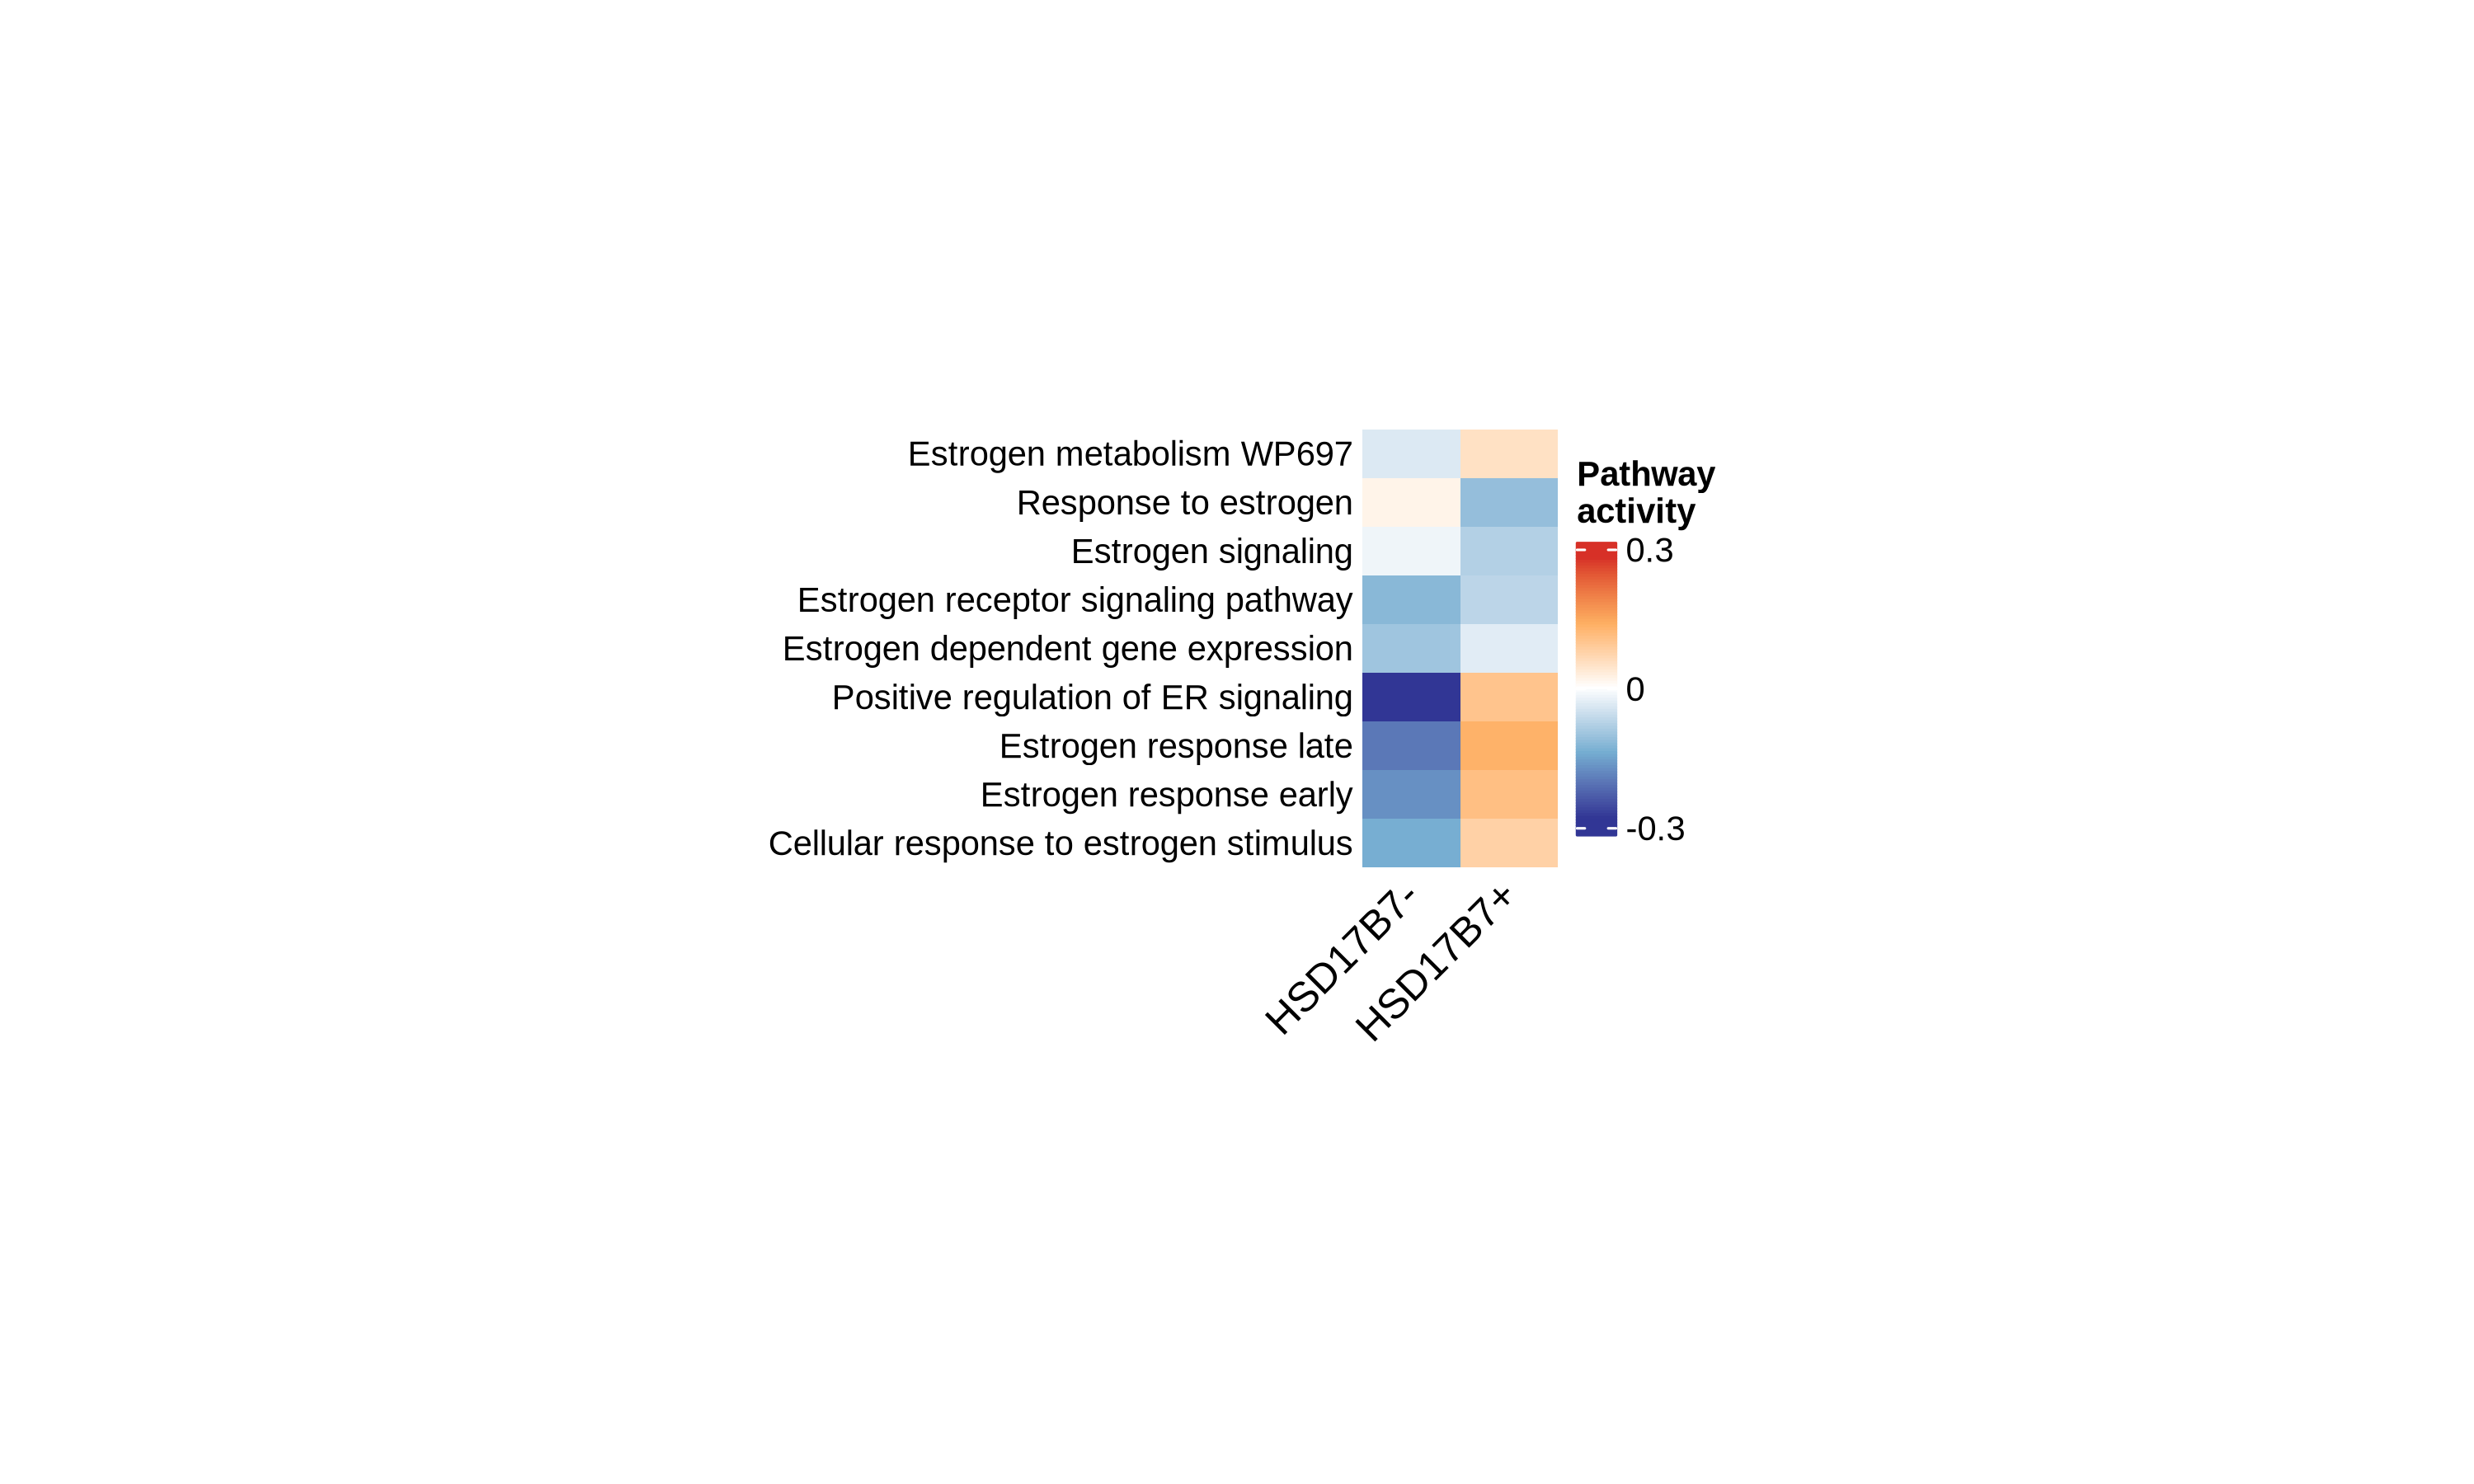 Estrogen metabolism WP697
Response to estrogen
Estrogen signaling
Estrogen receptor signaling pathway
Estrogen dependent gene expression
Positive regulation of ER signaling
Estrogen response late
Estrogen response early
Cellular response to estrogen stimulus
HSD17B7-
HSD17B7+
Pathway
activity
0.3
0
-0.3